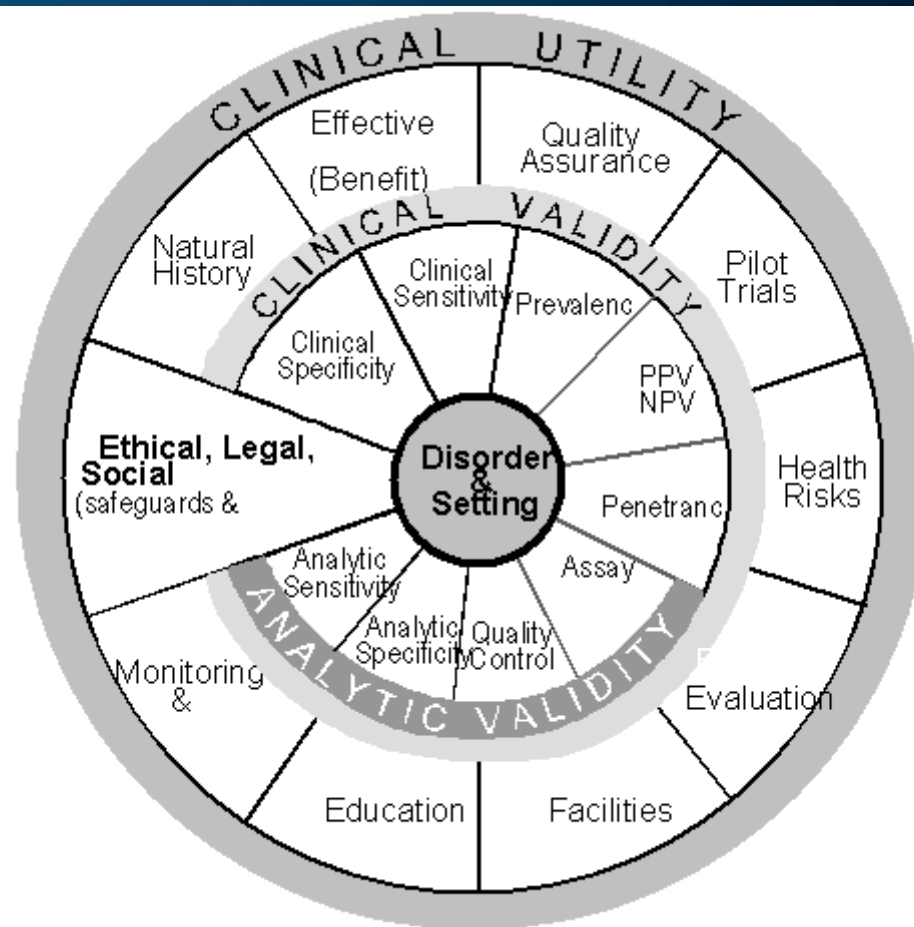 CLINICAL UTILITY
Effective
(Benefit)
Quality
Assurance
Natural
History
Pilot
Trials
CLINICAL VALIDITY
Clinical
Sensitivity
Prevalenc
Clinical
Specificity
PPV
NPV
Ethical, Legal,
Social
(safeguards &
Disorder
&
Setting
Health
Risks
Penetranc
Analytic
Sensitivity
Assay
Analytic
Specificity
Quality
Control
ANALYTIC VALIDITY
Monitoring
&
Evaluation
Education
Facilities